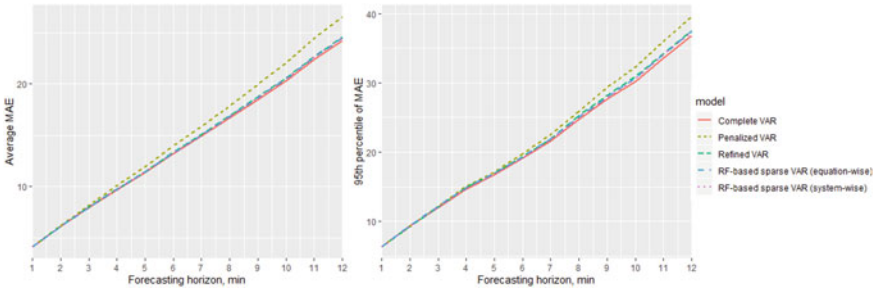 Average MAE
20
10
1 2 3 4 5 6 7 8 9 10 11 12
Forecasting horizon, min
95th percentile of MAE
40
30
20
10
1 2 3 4 5 6 7 8 9 10 11 12
Forecasting horizon, min
model
Complete VAR
Penalized VAR
Refined VAR
RF-based sparse VAR (equation-wise)
RF-based sparse VAR (system-wise)